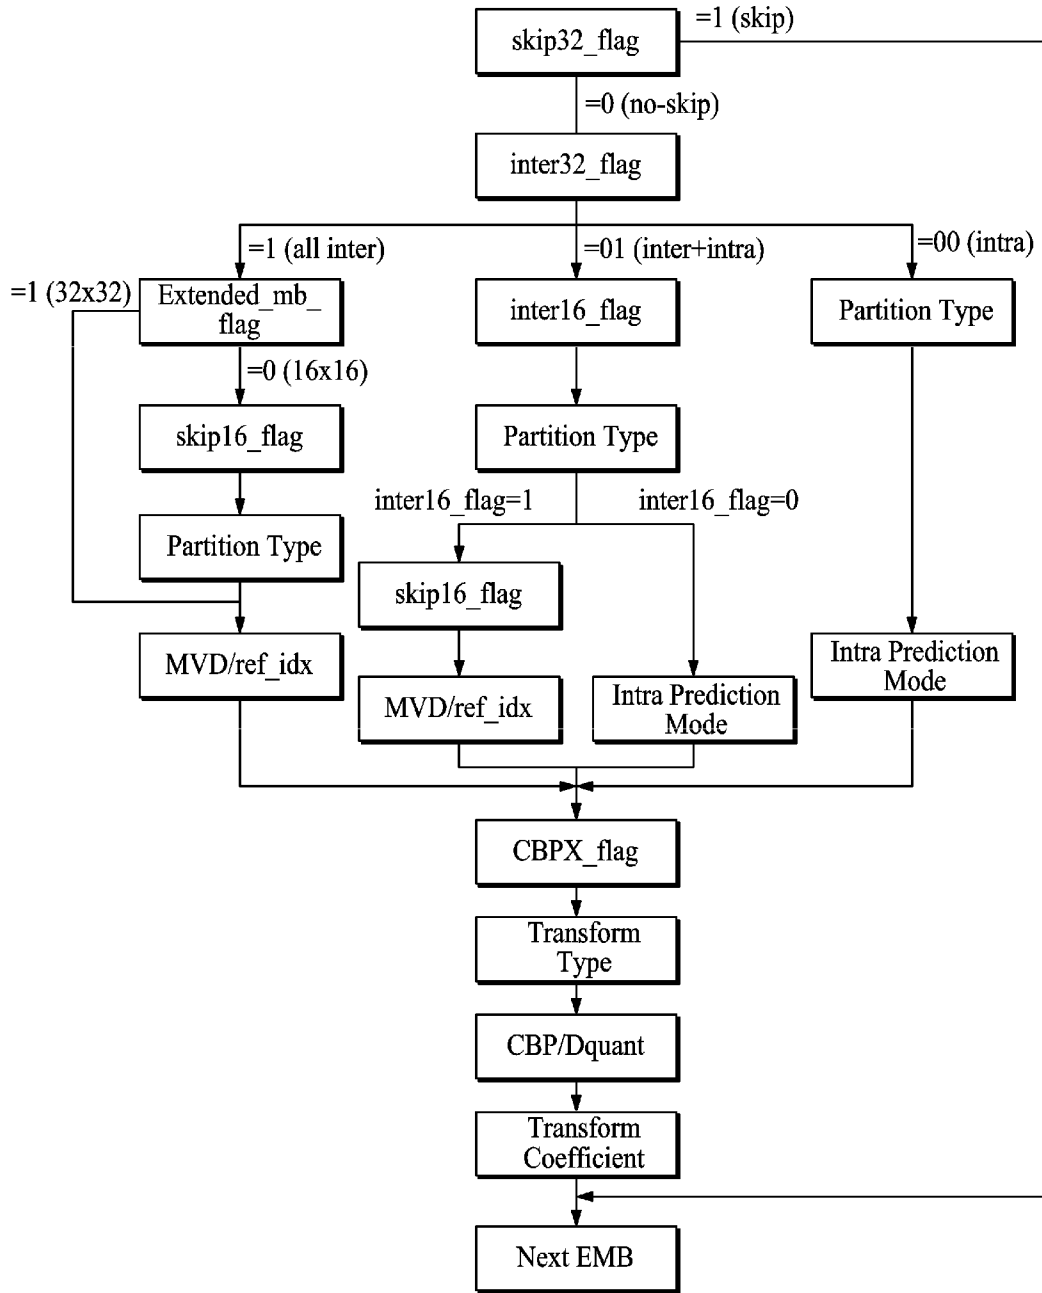 skip32_flag
=1 (skip)
=0 (no-skip)
inter32_flag
=1 (all inter)
=01 (inter+intra)
=00 (intra)
=1 (32x32)
Extended_mb_
flag
inter16_flag
Partition Type
=0 (16x16)
skip16_flag
Partition Type
inter16_flag=1
inter16_flag=0
Partition Type
skip16_flag
MVD/ref_idx
Intra Prediction
Mode
MVD/ref_idx
Intra Prediction
Mode
CBPX_flag
Transform
Type
CBP/Dquant
Transform
Coefficient
Next EMB